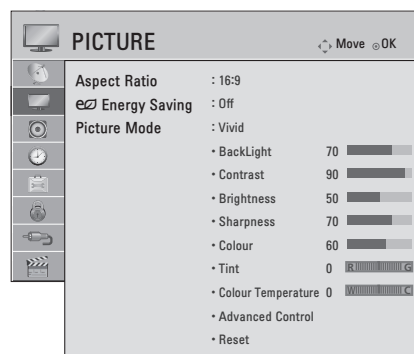 PICTURE
Move ⊙OK
Aspect Ratio : 16:9
Energy Saving : Off
Picture Mode : Vivid
• BackLight 70
• Contrast 90
• Brightness 50
• Sharpness 70
• Colour 60
• Tint 0 R G
• Colour Temperature 0 W C
• Advanced Control
• Reset